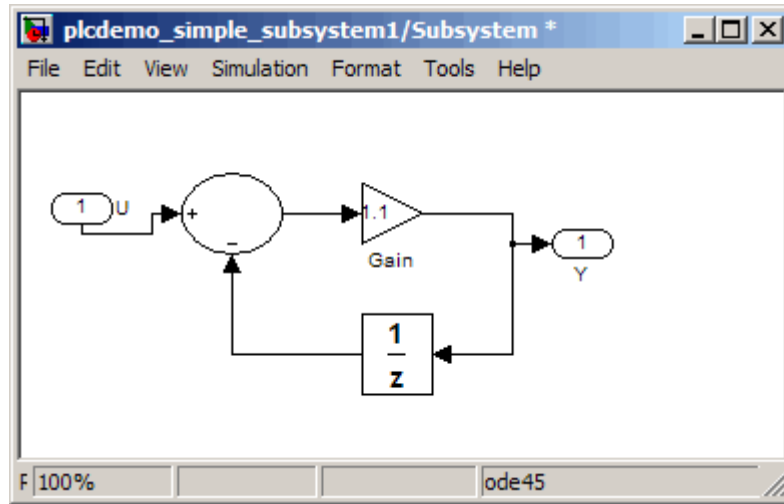 plcdemo_simple_subsystem1/Subsystem *
File Edit View Simulation Format Tools Help
1 U
+
−
1.1
Gain
1
Y
1
z
F 100% ode45